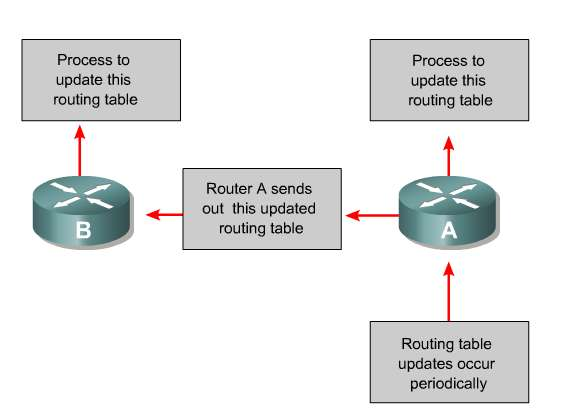 Process to
update this
routing table
Process to
update this
routing table
Router A sends
out this updated
routing table
B
A
Routing table
updates occur
periodically